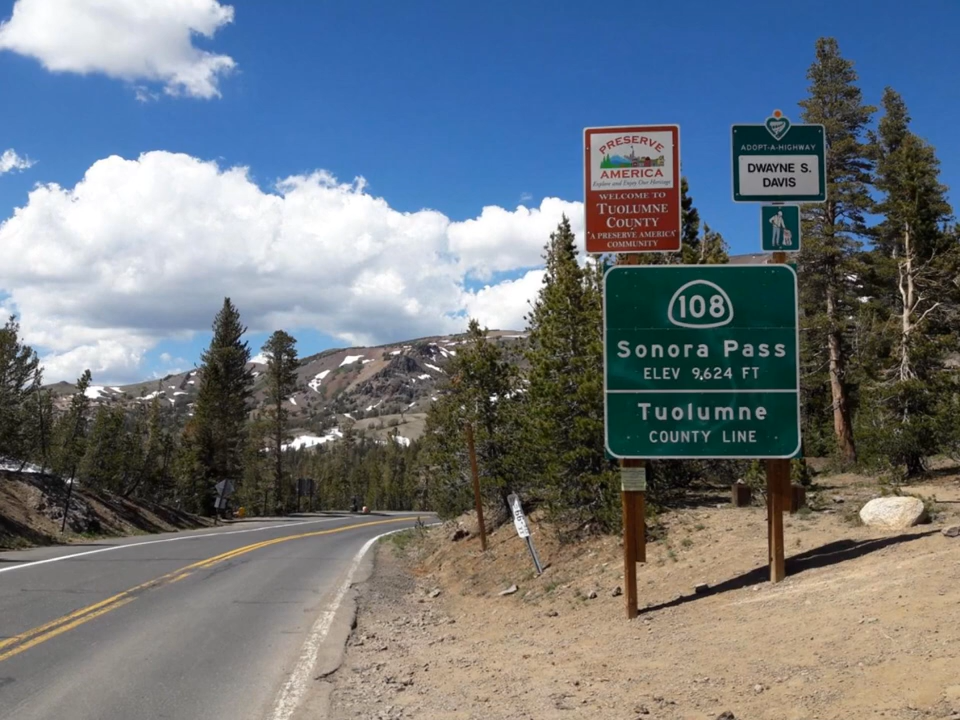 PRESERVE
AMERICA
Explore and Enjoy Our Heritage
WELCOME TO
TUOLUMNE
COUNTY
"A PRESERVE AMERICA"
COMMUNITY
ADOPT-A-HIGHWAY
DWAYNE S.
DAVIS
108
Sonora Pass
ELEV 9,624 FT
Tuolumne
COUNTY LINE